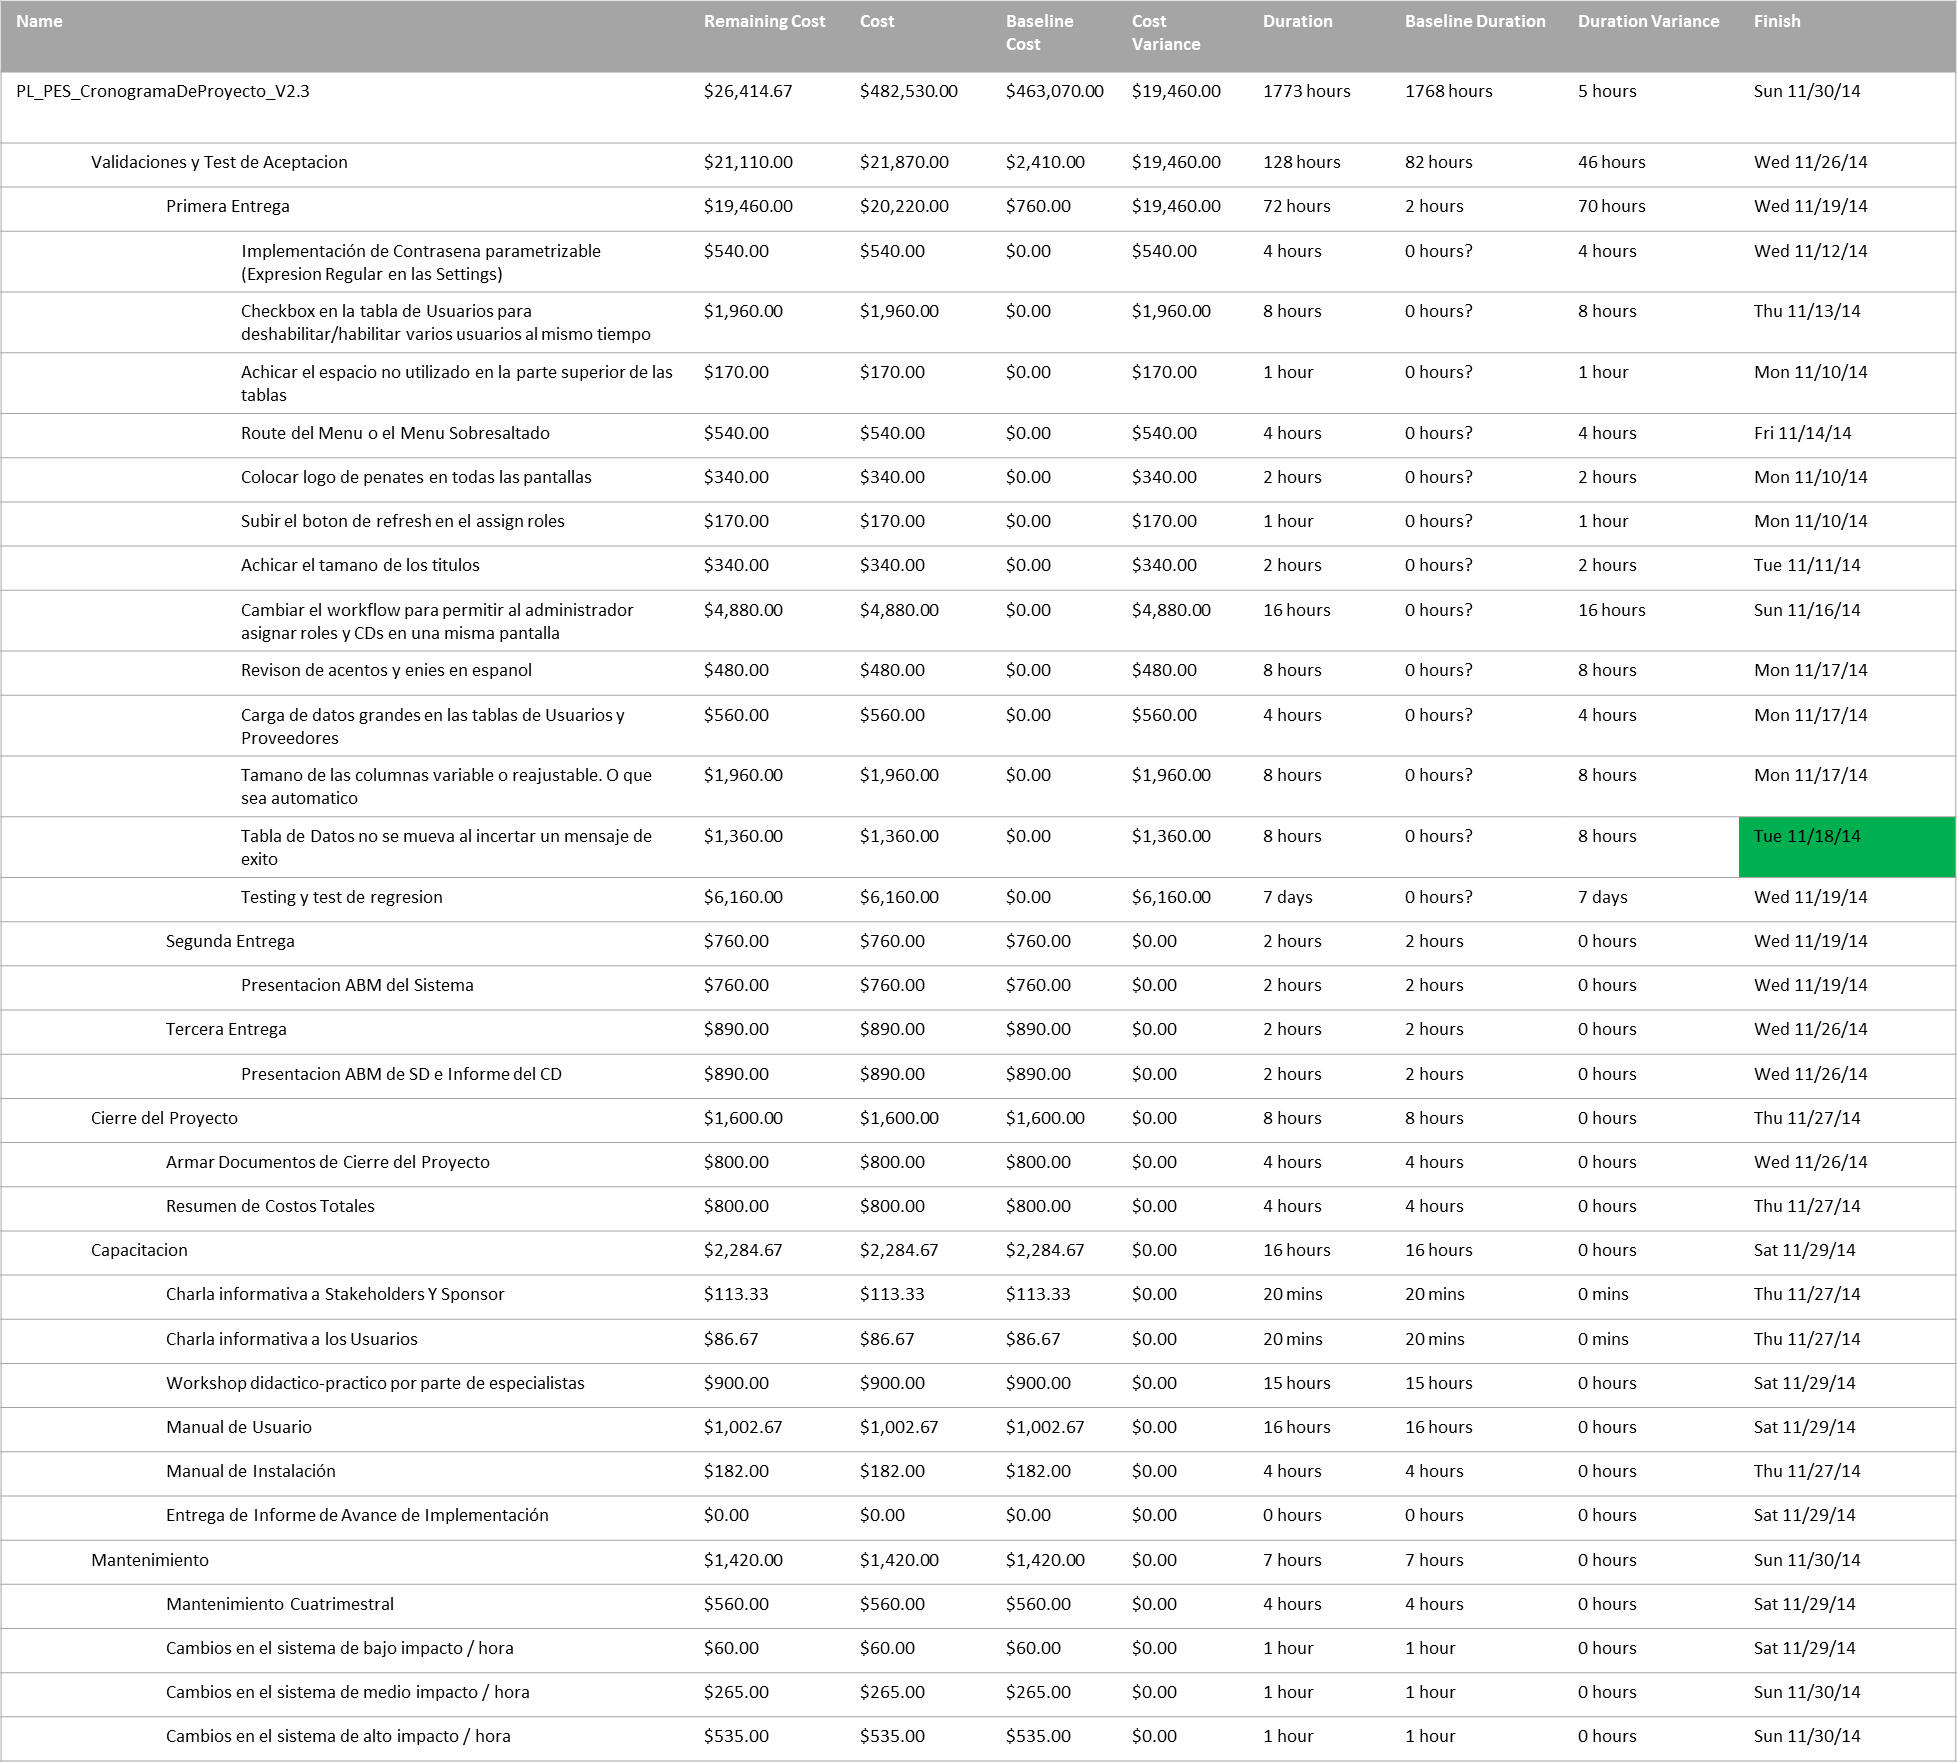 Name Remaining Cost Cost Baseline Cost Cost Variance Duration Baseline Duration Duration Variance Finish
PL_PES_CronogramaDeProyecto_V2.3 $26,414.67 $482,530.00 $463,070.00 $19,460.00 1773 hours 1768 hours 5 hours Sun 11/30/14
Validaciones y Test de Aceptacion $21,110.00 $21,870.00 $2,410.00 $19,460.00 128 hours 82 hours 46 hours Wed 11/26/14
Primera Entrega $19,460.00 $20,220.00 $760.00 $19,460.00 72 hours 2 hours 70 hours Wed 11/19/14
Implementación de Contrasena parametrizable
(Expresion Regular en las Settings) $540.00 $540.00 $0.00 $540.00 4 hours 0 hours? 4 hours Wed 11/12/14
Checkbox en la tabla de Usuarios para
deshabilitar/habilitar varios usuarios al mismo tiempo $1,960.00 $1,960.00 $0.00 $1,960.00 8 hours 0 hours? 8 hours Thu 11/13/14
Achicar el espacio no utilizado en la parte superior de las
tablas $170.00 $170.00 $0.00 $170.00 1 hour 0 hours? 1 hour Mon 11/10/14
Route del Menu o el Menu Sobresaltado $540.00 $540.00 $0.00 $540.00 4 hours 0 hours? 4 hours Fri 11/14/14
Colocar logo de penates en todas las pantallas $340.00 $340.00 $0.00 $340.00 2 hours 0 hours? 2 hours Mon 11/10/14
Subir el boton de refresh en el assign roles $170.00 $170.00 $0.00 $170.00 1 hour 0 hours? 1 hour Mon 11/10/14
Achicar el tamano de los titulos $340.00 $340.00 $0.00 $340.00 2 hours 0 hours? 2 hours Tue 11/11/14
Cambiar el workflow para permitir al administrador
asignar roles y CDs en una misma pantalla $4,880.00 $4,880.00 $0.00 $4,880.00 16 hours 0 hours? 16 hours Sun 11/16/14
Revison de acentos y enies en espanol $480.00 $480.00 $0.00 $480.00 8 hours 0 hours? 8 hours Mon 11/17/14
Carga de datos grandes en las tablas de Usuarios y
Proveedores $560.00 $560.00 $0.00 $560.00 4 hours 0 hours? 4 hours Mon 11/17/14
Tamano de las columnas variable o reajustable. O que
sea automatico $1,960.00 $1,960.00 $0.00 $1,960.00 8 hours 0 hours? 8 hours Mon 11/17/14
Tabla de Datos no se mueva al incertar un mensaje de
exito $1,360.00 $1,360.00 $0.00 $1,360.00 8 hours 0 hours? 8 hours Tue 11/18/14
Testing y test de regresion $6,160.00 $6,160.00 $0.00 $6,160.00 7 days 0 hours? 7 days Wed 11/19/14
Segunda Entrega $760.00 $760.00 $760.00 $0.00 2 hours 2 hours 0 hours Wed 11/19/14
Presentacion ABM del Sistema $760.00 $760.00 $760.00 $0.00 2 hours 2 hours 0 hours Wed 11/19/14
Tercera Entrega $890.00 $890.00 $890.00 $0.00 2 hours 2 hours 0 hours Wed 11/26/14
Presentacion ABM de SD e Informe del CD $890.00 $890.00 $890.00 $0.00 2 hours 2 hours 0 hours Wed 11/26/14
Cierre del Proyecto $1,600.00 $1,600.00 $1,600.00 $0.00 8 hours 8 hours 0 hours Thu 11/27/14
Armar Documentos de Cierre del Proyecto $800.00 $800.00 $800.00 $0.00 4 hours 4 hours 0 hours Wed 11/26/14
Resumen de Costos Totales $800.00 $800.00 $800.00 $0.00 4 hours 4 hours 0 hours Thu 11/27/14
Capacitacion $2,284.67 $2,284.67 $2,284.67 $0.00 16 hours 16 hours 0 hours Sat 11/29/14
Charla informativa a Stakeholders Y Sponsor $113.33 $113.33 $113.33 $0.00 20 mins 20 mins 0 mins Thu 11/27/14
Charla informativa a los Usuarios $86.67 $86.67 $86.67 $0.00 20 mins 20 mins 0 mins Thu 11/27/14
Workshop didactico-practico por parte de especialistas $900.00 $900.00 $900.00 $0.00 15 hours 15 hours 0 hours Sat 11/29/14
Manual de Usuario $1,002.67 $1,002.67 $1,002.67 $0.00 16 hours 16 hours 0 hours Sat 11/29/14
Manual de Instalación $182.00 $182.00 $182.00 $0.00 4 hours 4 hours 0 hours Thu 11/27/14
Entrega de Informe de Avance de Implementación $0.00 $0.00 $0.00 $0.00 0 hours 0 hours 0 hours Sat 11/29/14
Mantenimiento $1,420.00 $1,420.00 $1,420.00 $0.00 7 hours 7 hours 0 hours Sun 11/30/14
Mantenimiento Cuatrimestral $560.00 $560.00 $560.00 $0.00 4 hours 4 hours 0 hours Sat 11/29/14
Cambios en el sistema de bajo impacto / hora $60.00 $60.00 $60.00 $0.00 1 hour 1 hour 0 hours Sat 11/29/14
Cambios en el sistema de medio impacto / hora $265.00 $265.00 $265.00 $0.00 1 hour 1 hour 0 hours Sun 11/30/14
Cambios en el sistema de alto impacto / hora $535.00 $535.00 $535.00 $0.00 1 hour 1 hour 0 hours Sun 11/30/14